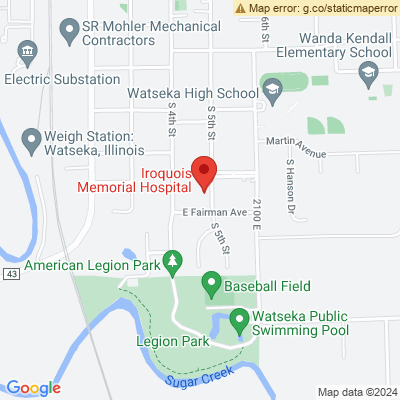 Map error: g.co/staticmaperror
SR Mohler Mechanical
Contractors
6th St
Wanda Kendall
Elementary School
Electric Substation
Watseka High School
S 4th St
S 5th St
Weigh Station:
Watseka, Illinois
Martin Avenue
Iroquois
Memorial Hospital
S Hanson Dr
2100 E
E Fairman Ave
S 5th St
American Legion Park
43
Baseball Field
Watseka Public
Swimming Pool
Legion Park
Sugar Creek
Google
Map data ©2024